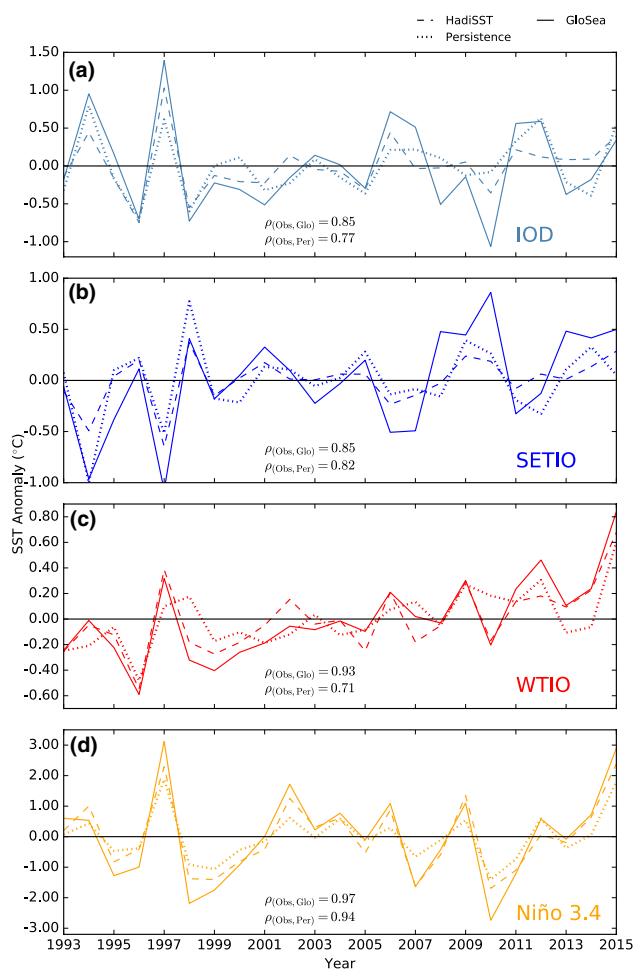 HadiSST GloSea
Persistence
(a)
1.50
1.00
0.50
0.00
-0.50
-1.00
ρ(Obs,Glo) = 0.85
ρ(Obs,Per) = 0.77
IOD
(b)
1.00
0.50
0.00
-0.50
-1.00
ρ(Obs,Glo) = 0.85
ρ(Obs,Per) = 0.82
SETIO
SST Anomaly (°C)
(c)
0.80
0.60
0.40
0.20
0.00
-0.20
-0.40
-0.60
ρ(Obs,Glo) = 0.93
ρ(Obs,Per) = 0.71
WTIO
(d)
3.00
2.00
1.00
0.00
-1.00
-2.00
-3.00
ρ(Obs,Glo) = 0.97
ρ(Obs,Per) = 0.94
Niño 3.4
1993 1995 1997 1999 2001 2003 2005 2007 2009 2011 2013 2015
Year